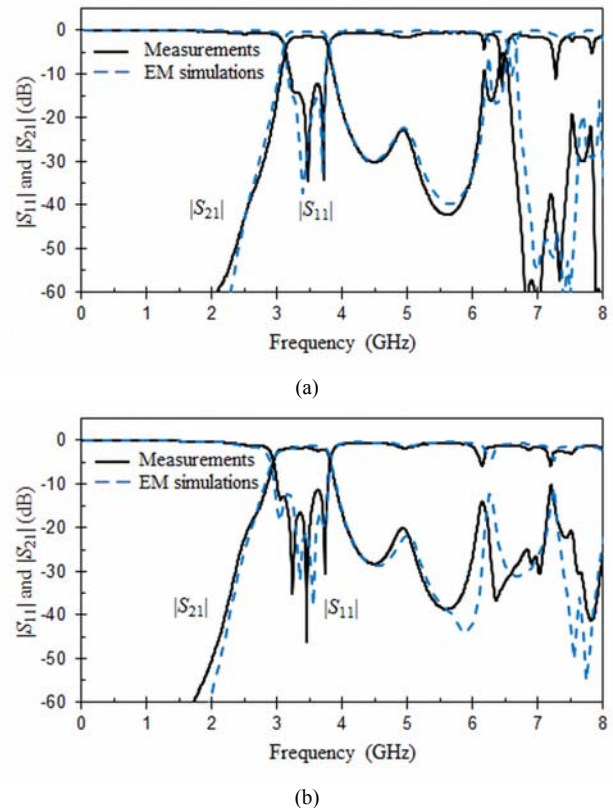 0
-10
-20
-30
-40
-50
-60
|S11| and |S21| (dB)
Measurements
EM simulations
|S21|
|S11|
0 1 2 3 4 5 6 7 8
Frequency (GHz)
(a)
0
-10
-20
-30
-40
-50
-60
|S11| and |S21| (dB)
Measurements
EM simulations
|S21|
|S11|
0 1 2 3 4 5 6 7 8
Frequency (GHz)
(b)